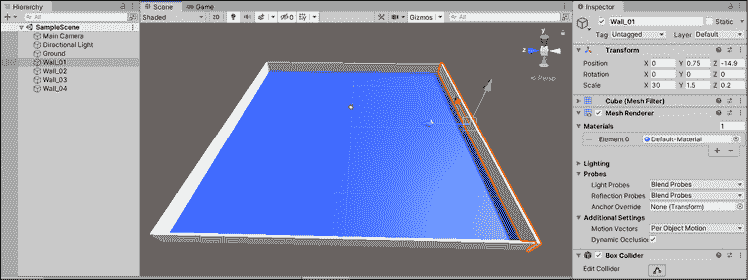 Hierarchy
All
SampleScene
Main Camera
Directional Light
Ground
Wall_01
Wall_02
Wall_03
Wall_04
Scene
Game
Shaded
2D
0
Gizmos
All
y
z
Persp
Inspector
Wall_01
Static
Tag Untagged
Layer Default
Transform
Position X 0 Y 0.75 Z -14.9
Rotation X 0 Y 0 Z 0
Scale X 30 Y 1.5 Z 0.2
Cube (Mesh Filter)
Mesh Renderer
Materials 1
Element 0 Default-Material
Lighting
Probes
Light Probes Blend Probes
Reflection Probes Blend Probes
Anchor Override None (Transform)
Additional Settings
Motion Vectors Per Object Motion
Dynamic Occlusion
Box Collider
Edit Collider